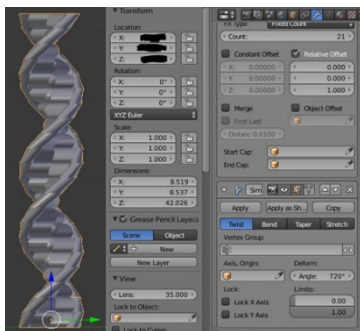 Transform
Location:
X:
Y:
Z:
Rotation:
X: 0°
Y: 0°
Z: 0°
XYZ Euler
Scale:
X: 1.000
Y: 1.000
Z: 1.000
Dimensions:
X: 8.519
Y: 8.537
Z: 42.026
Grease Pencil Layers
Scene Object
New
New Layer
View
Lens: 35.000
Lock to Object:
Lock to Cursor
Fit Type: Fixed Count
Count: 21
Constant Offset Relative Offset
X: 0.00000 0.000
Y: 0.00000 0.000
Z: 0.00000 1.000
Merge Object Offset
First Last
Distanc: 0.0100
Start Cap:
End Cap:
Sim
Apply Apply as Sh... Copy
Twist Bend Taper Stretch
Vertex Group:
Axis, Origin: Deform:
Angle: 720°
Lock: Limits:
Lock X Axis 0.00
Lock Y Axis 1.00